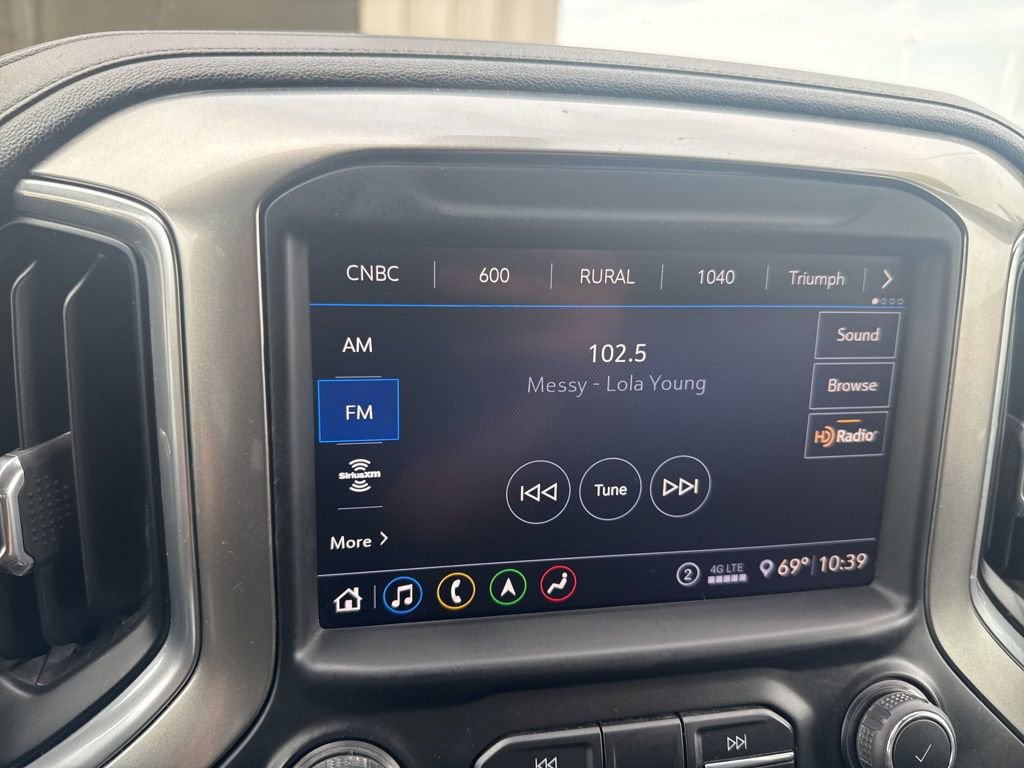 CNBC 600 RURAL 1040 Triumph
AM
FM
SiriusXM
More
102.5
Messy - Lola Young
Tune
Sound
Browse
HD Radio
2 4G LTE 69° 10:39